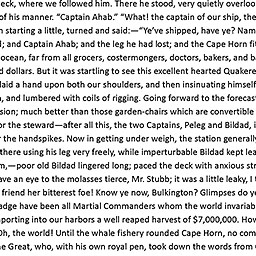 eck, where we followed him. There he stood, very quietly overloo
of his manner. "Captain Ahab." "What! the captain of our ship, the
n starting a little, turned and said:—"Ye've shipped, have ye? Nam
l; and Captain Ahab; and the leg he had lost; and the Cape Horn fi
ocean, far from all grocers, costermongers, doctors, bakers, and ba
d dollars. But it was startling to see this excellent hearted Quakere
laid a hand upon both our shoulders, and then insinuating himself
n, and lumbered with coils of rigging. Going forward to the forecas
sion; much better than those garden-chairs which are convertible
r the steward—after all this, the two Captains, Peleg and Bildad, i
r the handspikes. Now in getting under weigh, the station generally
there using his leg very freely, while imperturbable Bildad kept lea
m,—poor old Bildad lingered long; paced the deck with anxious str
ave an eye to the molasses tierce, Mr. Stubb; it was a little leaky, I t
friend her bitterest foe! Know ye now, Bulkington? Glimpses do ye
adge have been all Martial Commanders whom the world invariab
nporting into our harbors a well reaped harvest of $7,000,000. How
Oh, the world! Until the whale fishery rounded Cape Horn, no com
e Great, who, with his own royal pen, took down the words from O